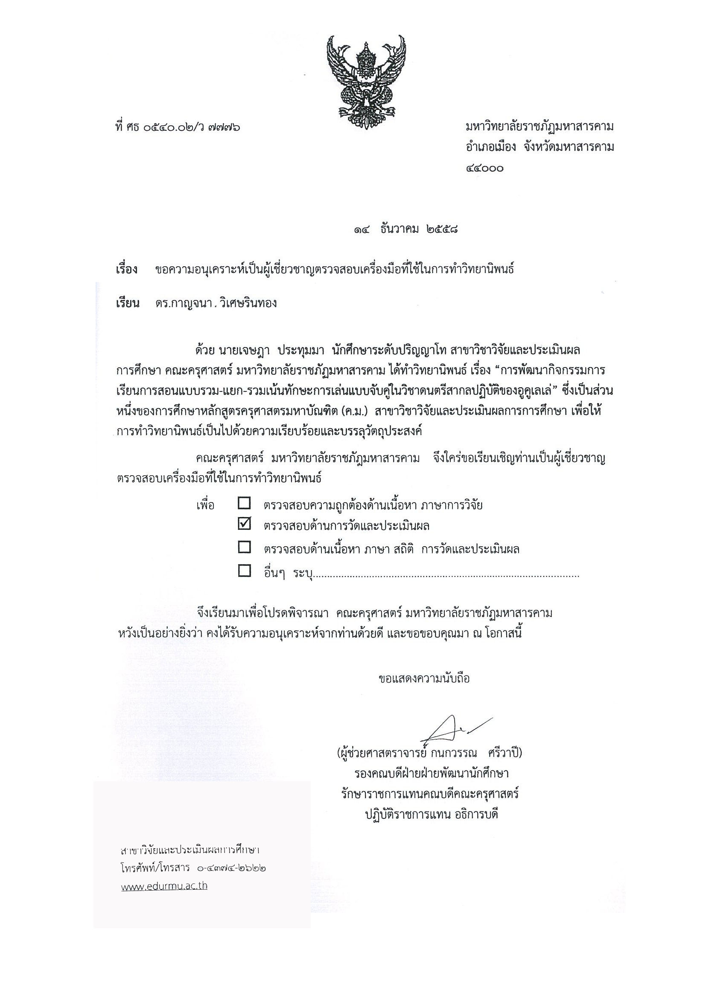 ที่ ศธ ๐๕๔๐.๐๒/ว ๗๗๗๖
มหาวิทยาลัยราชภัฏมหาสารคาม
อำเภอเมือง จังหวัดมหาสารคาม
๔๔๐๐๐
๑๔ ธันวาคม ๒๕๕๘
เรื่อง ขอความอนุเคราะห์เป็นผู้เชี่ยวชาญตรวจสอบเครื่องมือที่ใช้ในการทำวิทยานิพนธ์
เรียน ดร.กาญจนา . วิเศษรินทอง
ด้วย นายเจษฎา ประทุมมา นักศึกษาระดับปริญญาโท สาขาวิชาวิจัยและประเมินผล
การศึกษา คณะครุศาสตร์ มหาวิทยาลัยราชภัฏมหาสารคาม ได้ทำวิทยานิพนธ์ เรื่อง “การพัฒนากิจกรรมการ
เรียนการสอนแบบรวม-แยก-รวมเน้นทักษะการเล่นแบบจับคู่ในวิชาดนตรีสากลปฏิบัติของอูคูเลเล่” ซึ่งเป็นส่วน
หนึ่งของการศึกษาหลักสูตรครุศาสตรมหาบัณฑิต (ค.ม.) สาขาวิชาวิจัยและประเมินผลการการศึกษา เพื่อให้
การทำวิทยานิพนธ์เป็นไปด้วยความเรียบร้อยและบรรลุวัตถุประสงค์
คณะครุศาสตร์ มหาวิทยาลัยราชภัฎมหาสารคาม จึงใคร่ขอเรียนเชิญท่านเป็นผู้เชี่ยวชาญ
ตรวจสอบเครื่องมือที่ใช้ในการทำวิทยานิพนธ์
เพื่อ ☐ ตรวจสอบความถูกต้องด้านเนื้อหา ภาษาการวิจัย
☑ ตรวจสอบด้านการวัดและประเมินผล
☐ ตรวจสอบด้านเนื้อหา ภาษา สถิติ การวัดและประเมินผล
☐ อื่นๆ ระบุ..........................................................................................
จึงเรียนมาเพื่อโปรดพิจารณา คณะครุศาสตร์ มหาวิทยาลัยราชภัฏมหาสารคาม
หวังเป็นอย่างยิ่งว่า คงได้รับความอนุเคราะห์จากท่านด้วยดี และขอขอบคุณมา ณ โอกาสนี้
ขอแสดงความนับถือ
(ผู้ช่วยศาสตราจารย์ กนกวรรณ ศรีวาปี)
รองคณบดีฝ่ายฝ่ายพัฒนานักศึกษา
รักษาราชการแทนคณบดีคณะครุศาสตร์
ปฏิบัติราชการแทน อธิการบดี
สาขาวิจัยและประเมินผลการศึกษา
โทรศัพท์/โทรสาร ๐-๔๓๗๔-๒๖๒๒
www.edurmu.ac.th